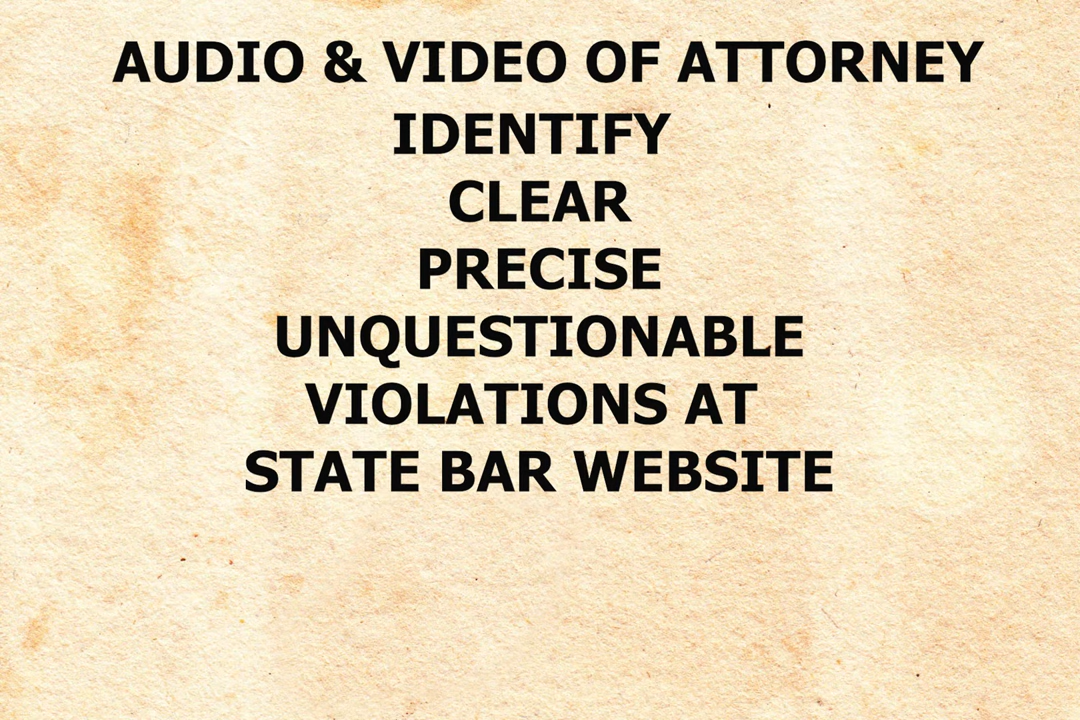 AUDIO & VIDEO OF ATTORNEY
IDENTIFY
CLEAR
PRECISE
UNQUESTIONABLE
VIOLATIONS AT
STATE BAR WEBSITE